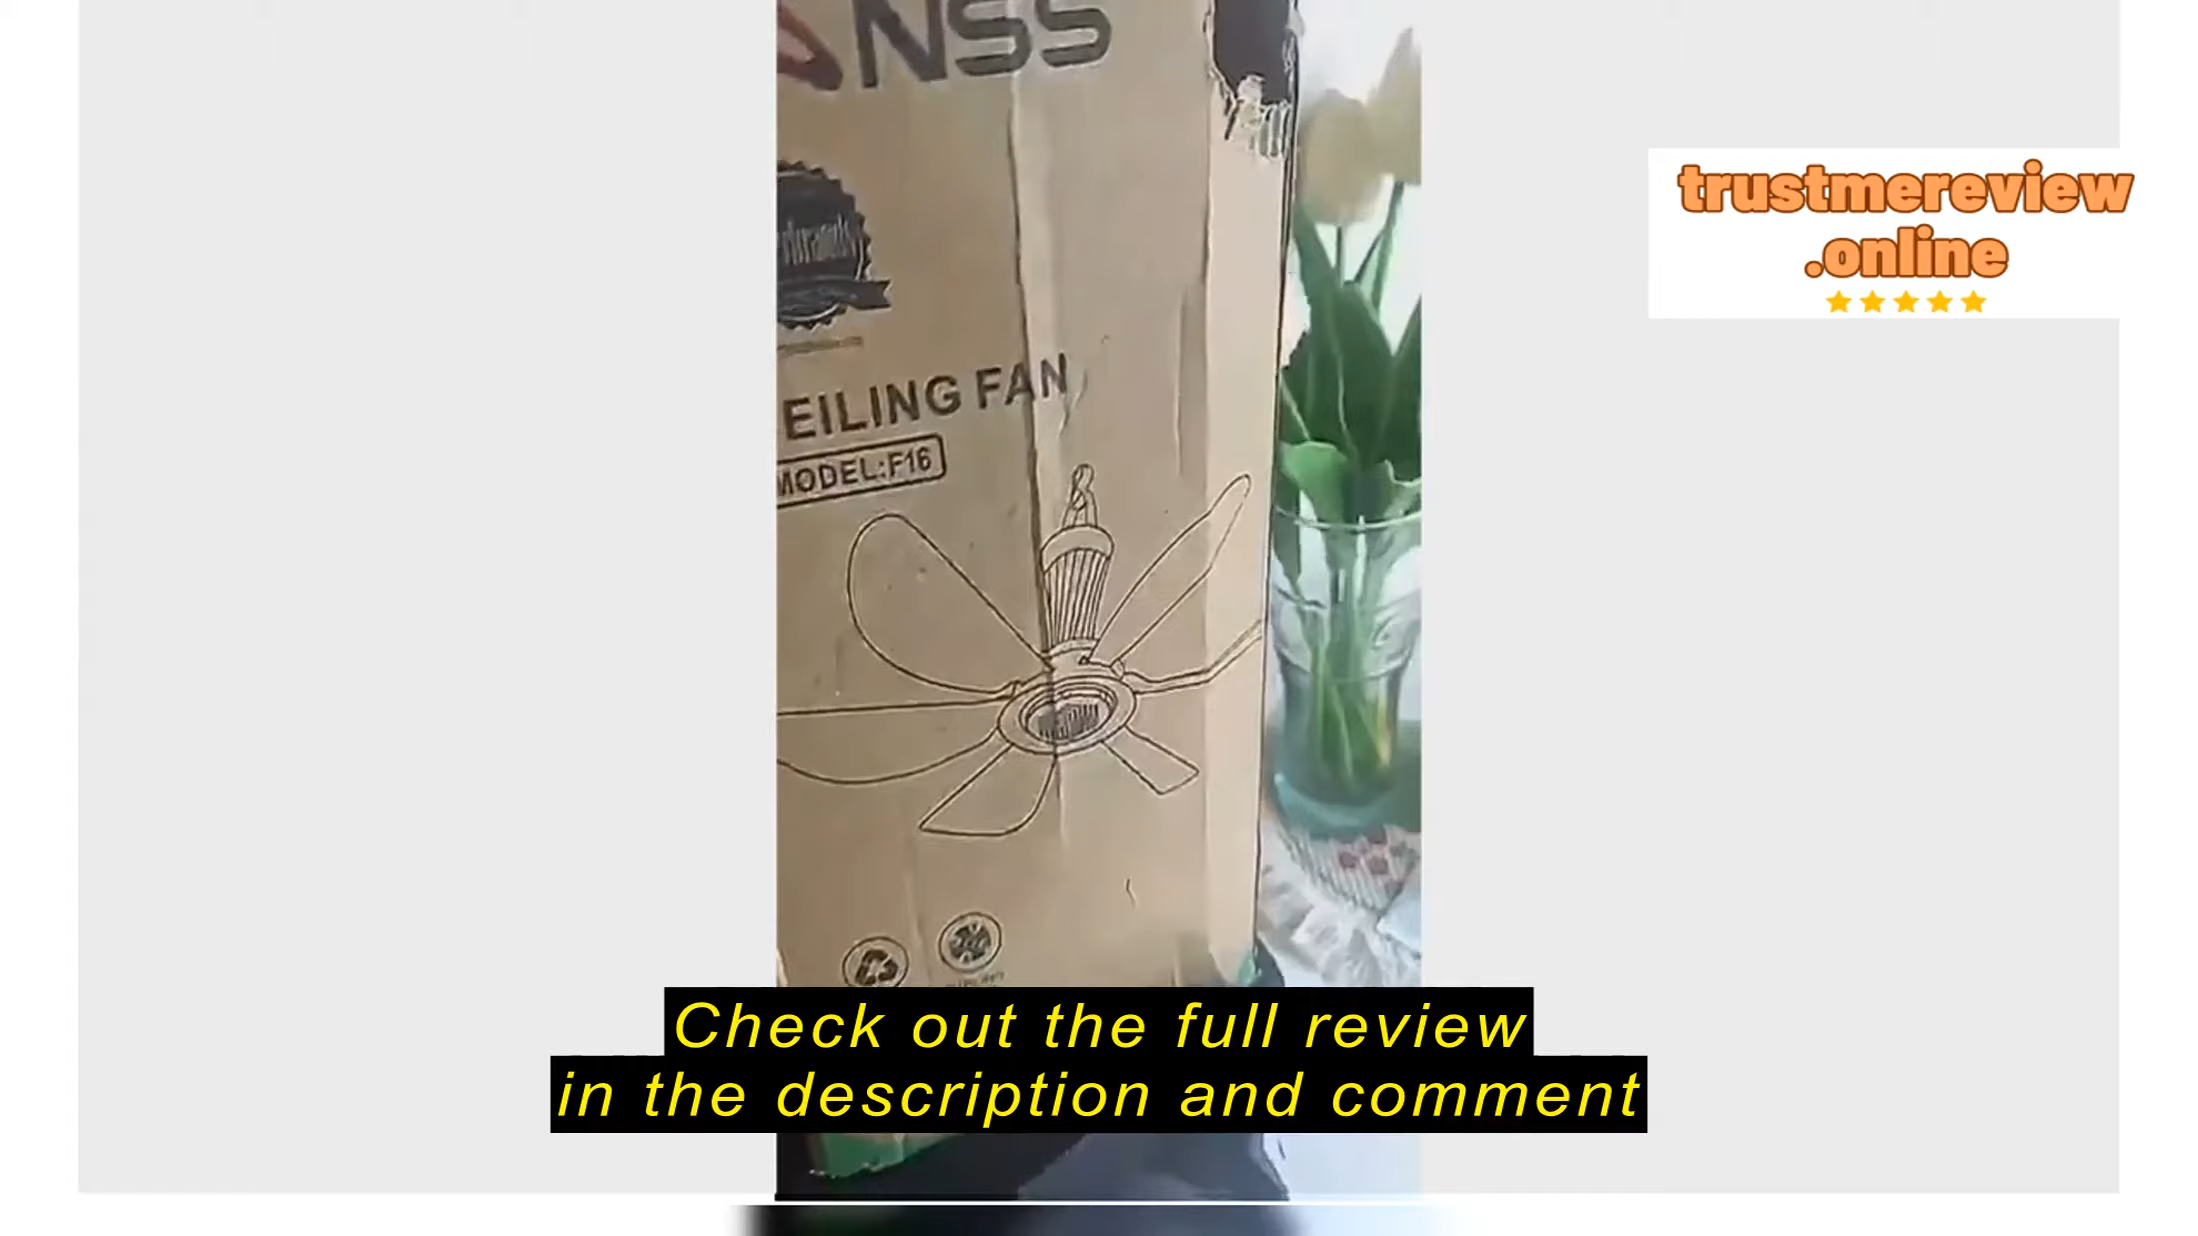 NSS
trustmereview
.online
EILING FAN
MODEL:F16
Check out the full review
in the description and comment